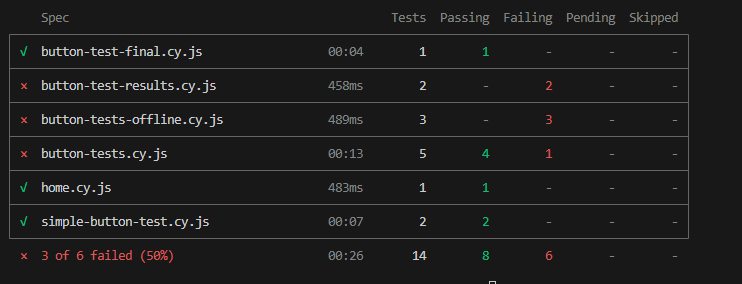 Spec Tests Passing Failing Pending Skipped
√ button-test-final.cy.js 00:04 1 1 - - -
× button-test-results.cy.js 458ms 2 - 2 - -
× button-tests-offline.cy.js 489ms 3 - 3 - -
× button-tests.cy.js 00:13 5 4 1 - -
√ home.cy.js 483ms 1 1 - - -
√ simple-button-test.cy.js 00:07 2 2 - - -
× 3 of 6 failed (50%) 00:26 14 8 6 - -